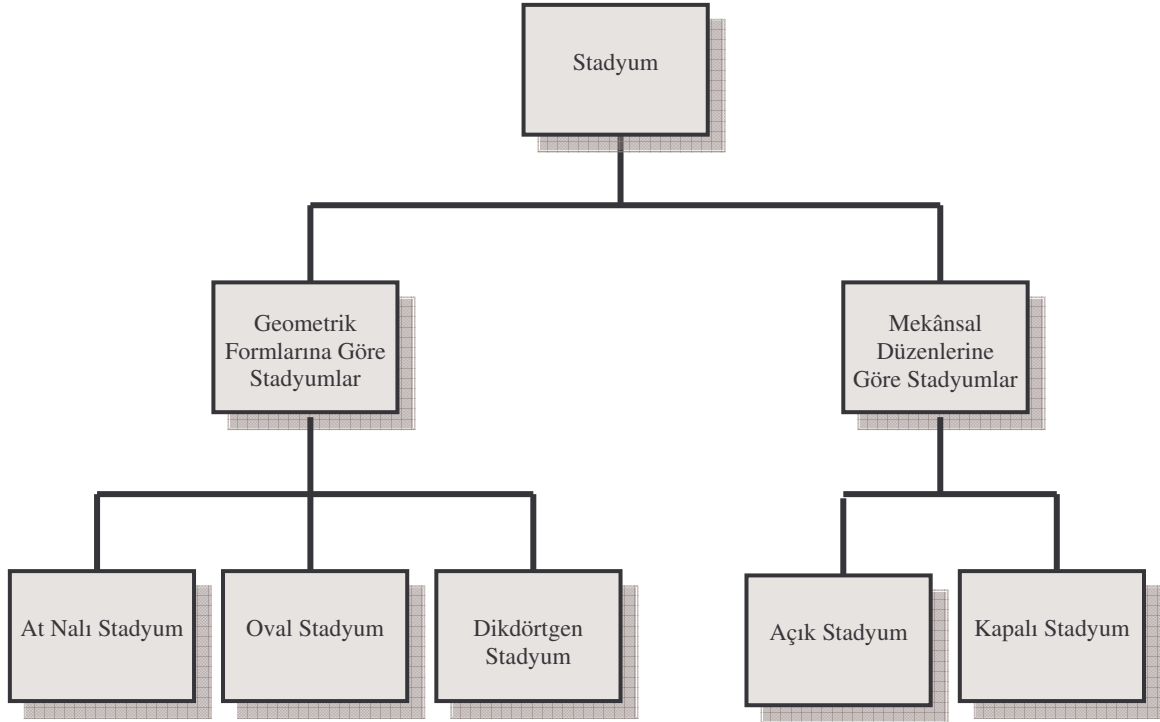 Stadyum
Geometrik
Formlarına Göre
Stadyumlar
Mekânsal
Düzenlerine
Göre Stadyumlar
At Nalı Stadyum
Oval Stadyum
Dikdörtgen
Stadyum
Açık Stadyum
Kapalı Stadyum